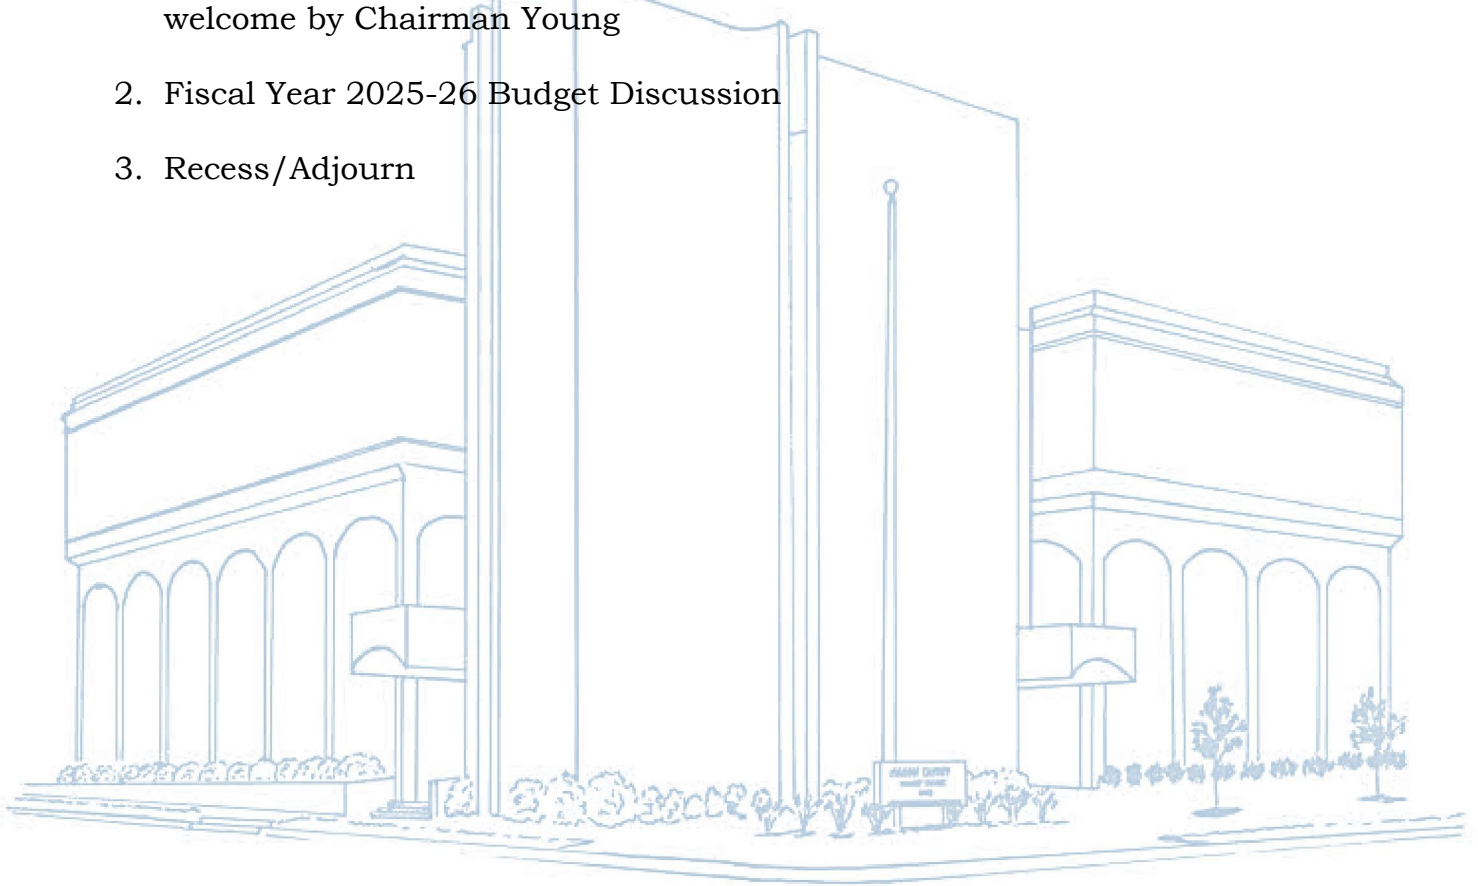 welcome by Chairman Young
2. Fiscal Year 2025-26 Budget Discussion
3. Recess/Adjourn